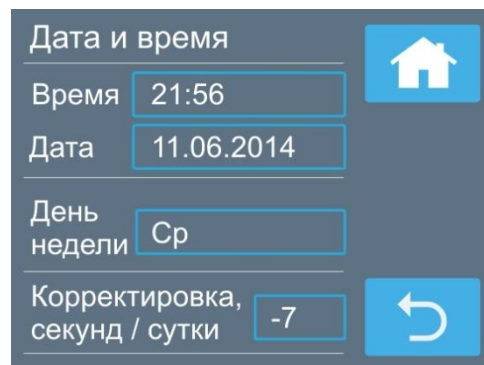 Дата и время
Время 21:56
Дата 11.06.2014
День
недели Ср
Корректировка,
секунд / сутки -7